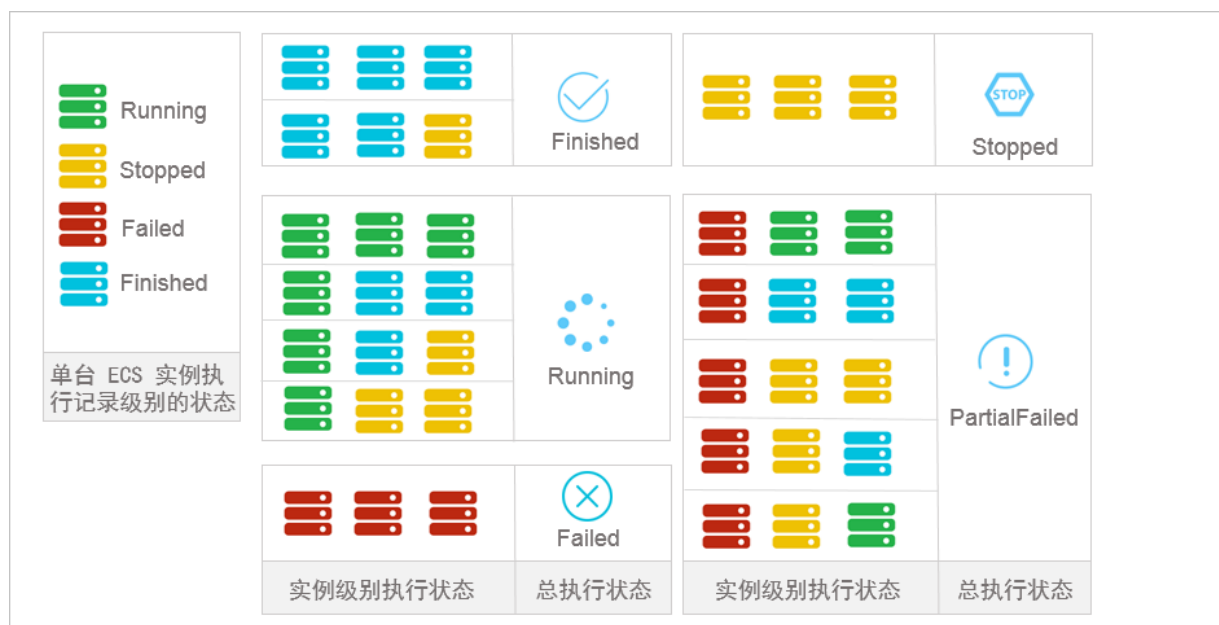 Running
Stopped
Failed
Finished
单台 ECS 实例执
行记录级别的状态
Finished
Running
Failed
实例级别执行状态
总执行状态
STOP
Stopped
PartialFailed
实例级别执行状态
总执行状态